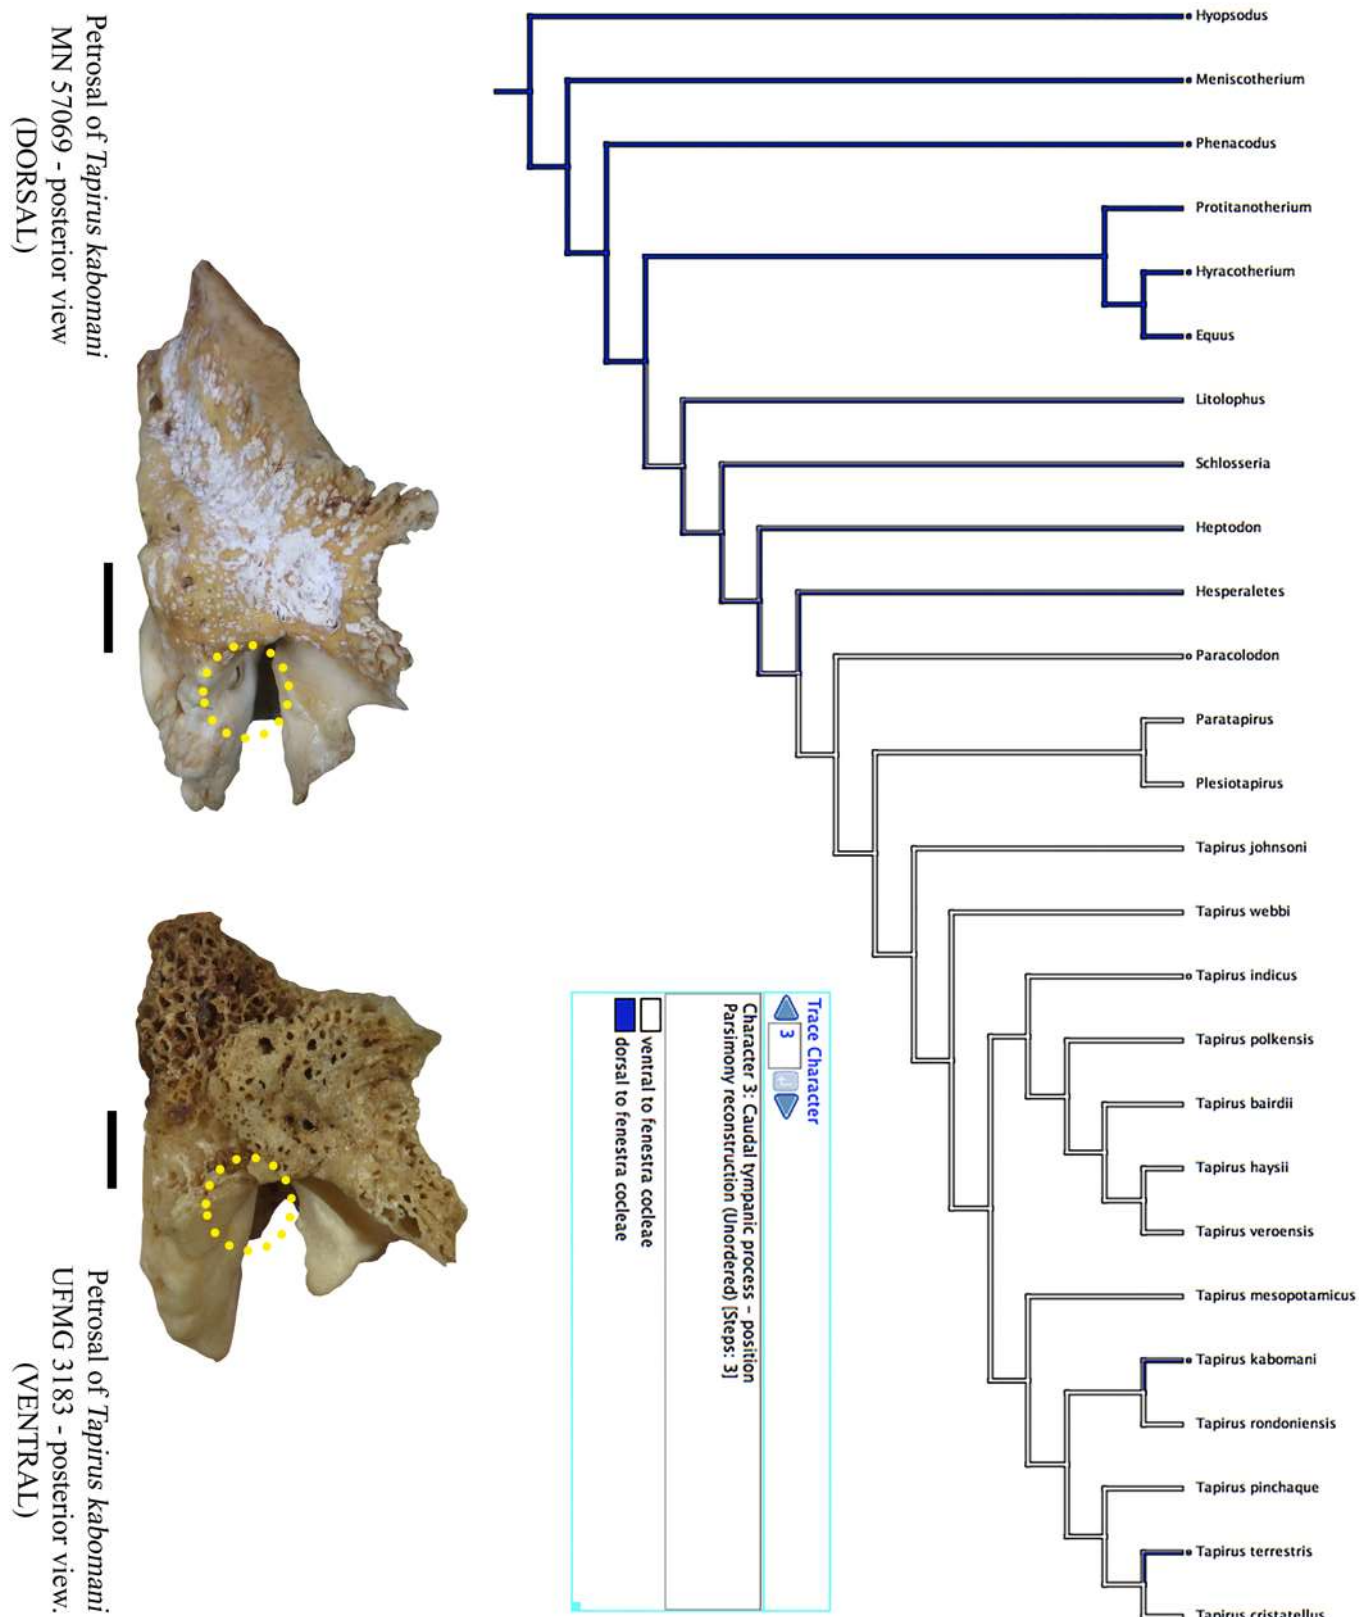 Hyopsodus
Meniscotherium
Phenacodus
Protitanotherium
Hyracotherium
Equus
Litolophus
Schlosseria
Heptodon
Hesperaletes
Paracolodon
Paratapirus
Plesiotapirus
Tapirus johnsoni
Tapirus webbi
Tapirus indicus
Tapirus polkensis
Tapirus bairdii
Tapirus haysii
Tapirus veroensis
Tapirus mesopotamicus
Tapirus kabomani
Tapirus rondoniensis
Tapirus pinchaque
Tapirus terrestris
Tapirus cristatellus
Trace Character
3
Character 3: Caudal tympanic process - position
Parsimony reconstruction (Unordered) [Steps: 3]
ventral to fenestra cocleae
dorsal to fenestra cocleae
Petrosal of Tapirus kabomani
MN 57069 - posterior view
(DORSAL)
Petrosal of Tapirus kabomani
UFMG 3183 - posterior view.
(VENTRAL)